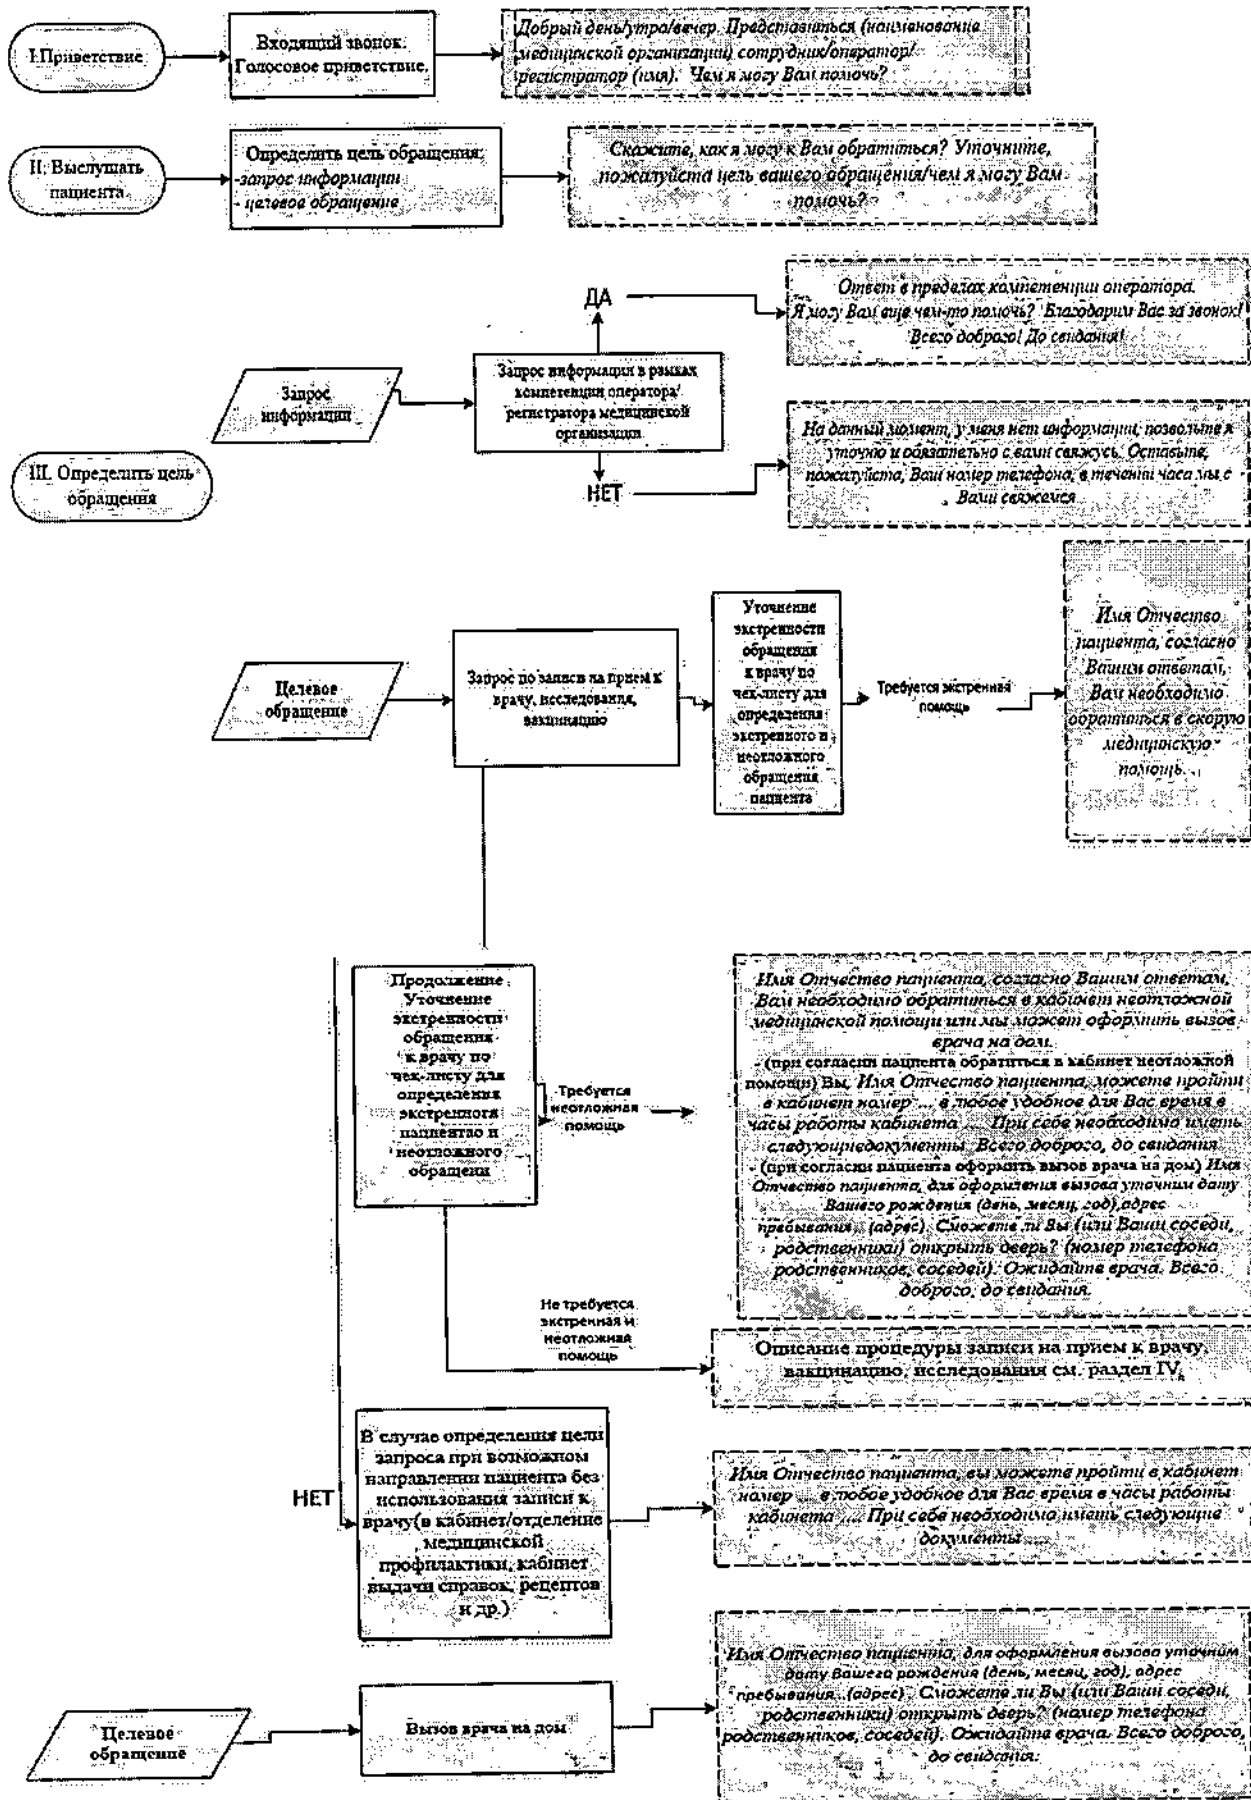 I.Приветствие
Входящий звонок.
Голосовое приветствие.
Добрый день/утро/вечер. Представиться (наименование
медицинской организации) сотрудник/оператор/
регистратор (имя). Чем я могу Вам помочь?
II. Выслушать
пациента
Определить цель обращения:
-запрос информации
- целевое обращение
Скажите, как я могу к Вам обратиться? Уточните,
пожалуйста цель вашего обращения/чем я могу Вам
помочь?
ДА
Ответ в пределах компетенции оператора.
Я могу Вам еще чем-то помочь? Благодарим Вас за звонок!
Всего доброго! До свидания!
Запрос
информации
Запрос информации в рамках
компетенции оператора/
регистратора медицинской
организации
НЕТ
На данный момент, у меня нет информации, позвольте я
уточню и обязательно с вами свяжусь. Оставьте,
пожалуйста, Ваш номер телефона, в течении часа мы с
Вами свяжемся
III. Определить цель
обращения
Целевое
обращение
Запрос по записи на прием к
врачу, исследования,
вакцинацию
Уточнение
экстренности
обращения
к врачу по
чек-листу для
определения
экстренного и
неотложного
обращения
пациента
Требуется экстренная
помощь
Имя Отчество
пациента, согласно
Вашим ответам,
Вам необходимо
обратиться в скорую
медицинскую
помощь.
Продолжение
Уточнение
экстренности
обращения
к врачу по
чек-листу для
определения
экстренногя
пациентао и
неотложного
обращени
Требуется
неотложная
помощь
Имя Отчество пациента, согласно Вашим ответам,
Вам необходимо обратиться в кабинет неотложной
медицинской помощи или мы можем оформить вызов
врача на дом.
- (при согласии пациента обратиться в кабинет неотложной
помощи) Вы, Имя Отчество пациента, можете пройти
в кабинет номер .... в любое удобное для Вас время в
часы работы кабинета .... При себе необходимо иметь
следующиедокументы. Всего доброго, до свидания.
- (при согласии пациента оформить вызов врача на дом) Имя
Отчество пациента, для оформления вызова уточним дату
Вашего рождения (день, месяц, год),адрес
пребывания...(адрес). Сможете ли Вы (или Ваши соседи,
родственники) открыть дверь? (номер телефона
родственников, соседей). Ожидайте врача. Всего
доброго, до свидания.
Не требуется
экстренная и
неотложная
помощь
Описание процедуры записи на прием к врачу,
вакцинацию, исследования см. раздел IV
НЕТ
В случае определения цели
запроса при возможном
направлении пациента без
использования записи к
врачу(в кабинет/отделение
медицинской
профилактики, кабинет
выдачи справок, рецептов
и др.)
Имя Отчество пациента, вы можете пройти в кабинет
номер .... в любое удобное для Вас время в часы работы
кабинета .... При себе необходимо иметь следующие
документы ....
Целевое
обращение
Вызов врача на дом
Имя Отчество пациента, для оформления вызова уточним
дату Вашего рождения (день, месяц, год), адрес
пребывания...(адрес). Сможете ли Вы (или Ваши соседи,
родственники) открыть дверь? (номер телефона
родственников, соседей). Ожидайте врача. Всего доброго,
до свидания.